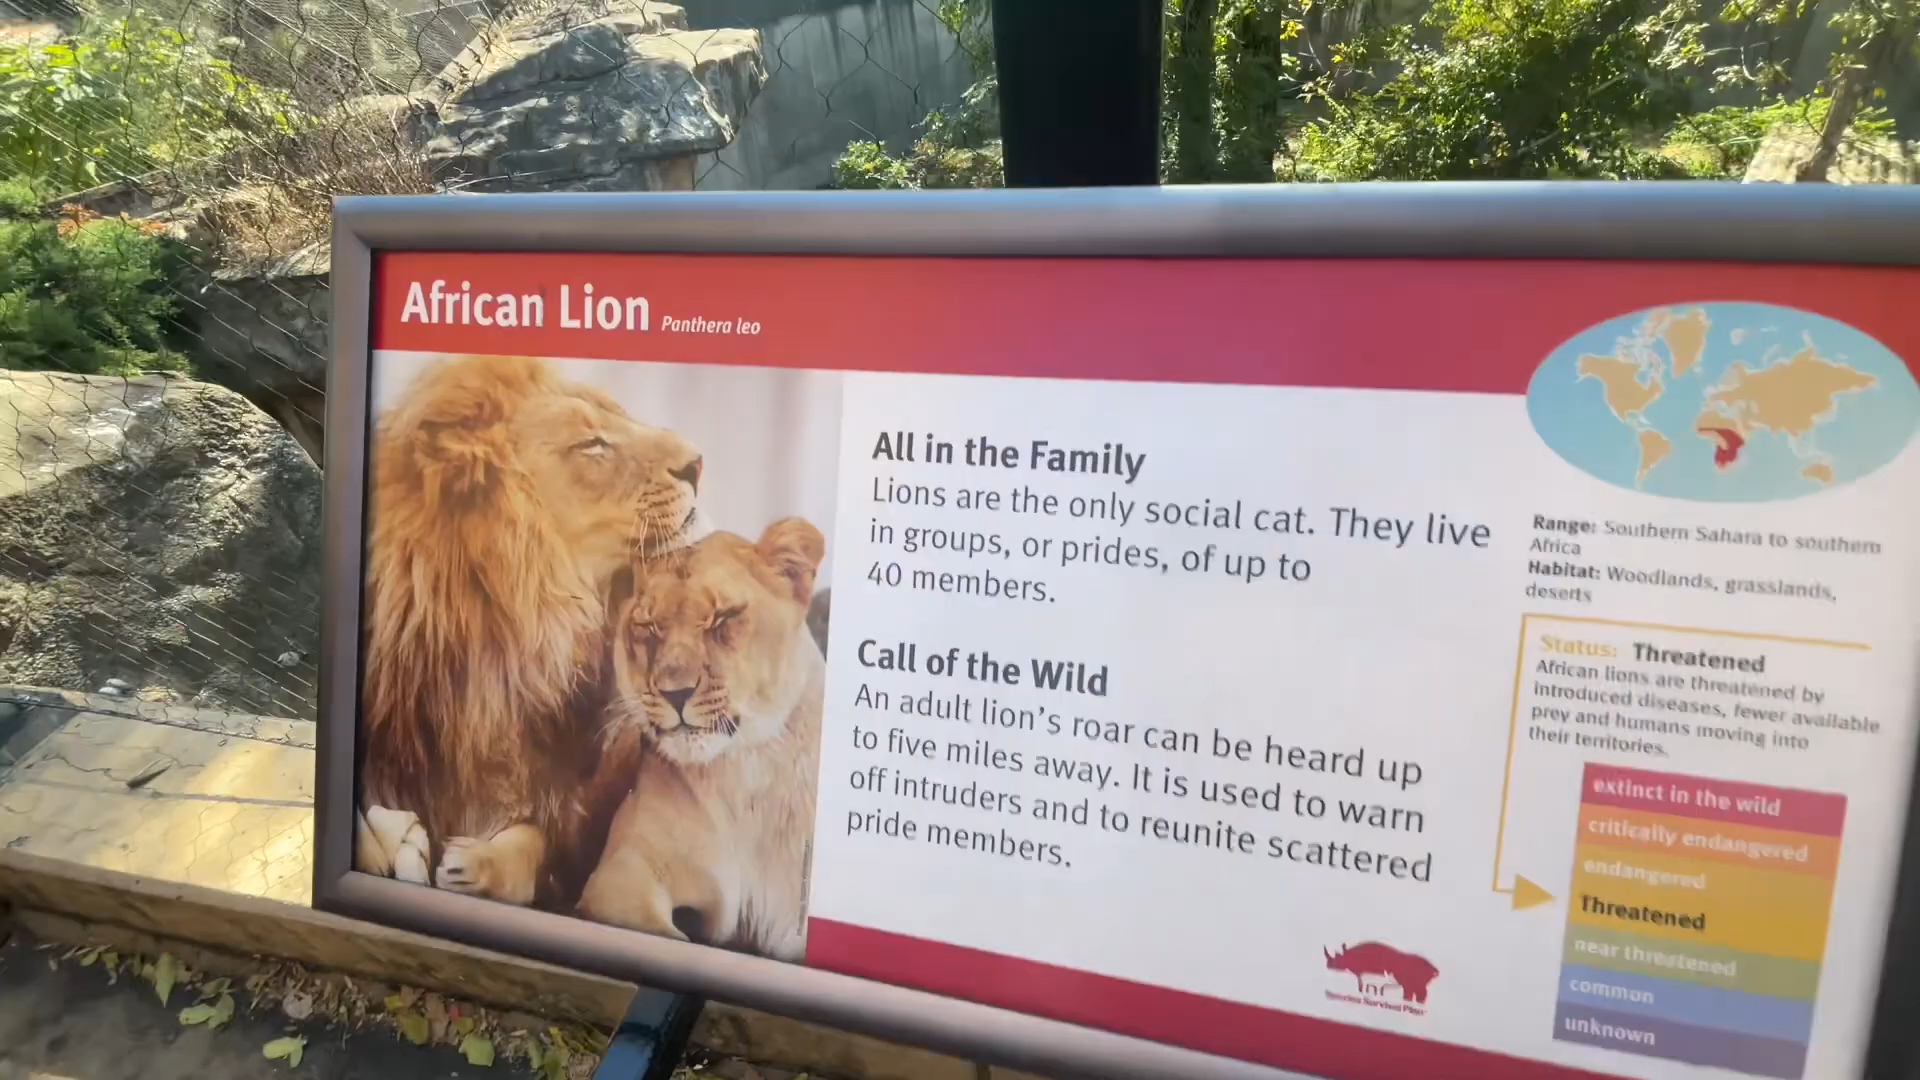 African Lion Panthera leo
All in the Family
Lions are the only social cat. They live
in groups, or prides, of up to
40 members.
Call of the Wild
An adult lion's roar can be heard up
to five miles away. It is used to warn
off intruders and to reunite scattered
pride members.
Range: Southern Sahara to southern
Africa
Habitat: Woodlands, grasslands,
deserts
Status: Threatened
African lions are threatened by
introduced diseases, fewer available
prey and humans moving into
their territories.
extinct in the wild
critically endangered
endangered
Threatened
near threatened
common
unknown
Species Survival Plan